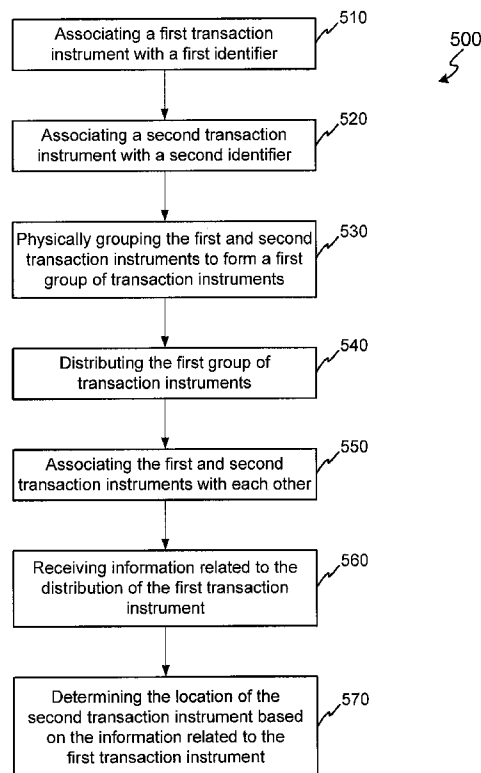 510
Associating a first transaction
instrument with a first identifier
500
520
Associating a second transaction
instrument with a second identifier
530
Physically grouping the first and second
transaction instruments to form a first
group of transaction instruments
540
Distributing the first group of
transaction instruments
550
Associating the first and second
transaction instruments with each other
560
Receiving information related to the
distribution of the first transaction
instrument
570
Determining the location of the
second transaction instrument based
on the information related to the
first transaction instrument